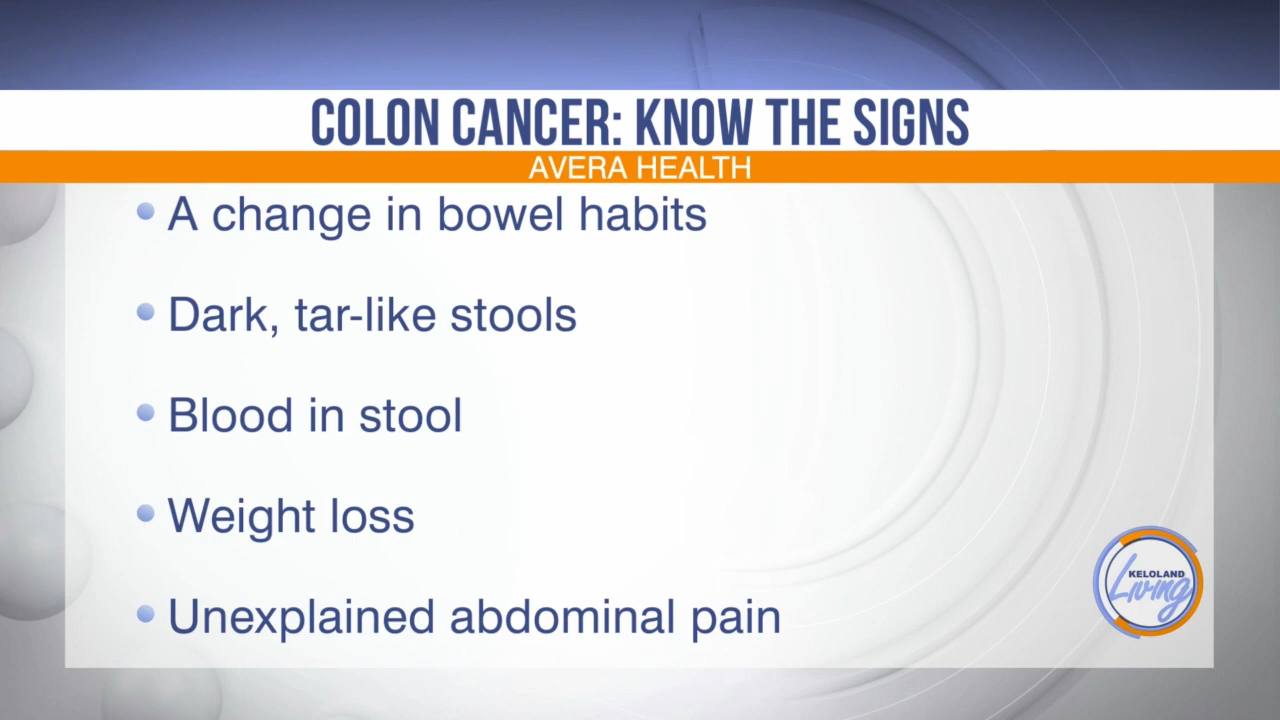 COLON CANCER: KNOW THE SIGNS
AVERA HEALTH
• A change in bowel habits
• Dark, tar-like stools
• Blood in stool
• Weight loss
• Unexplained abdominal pain
KELOLAND
Living